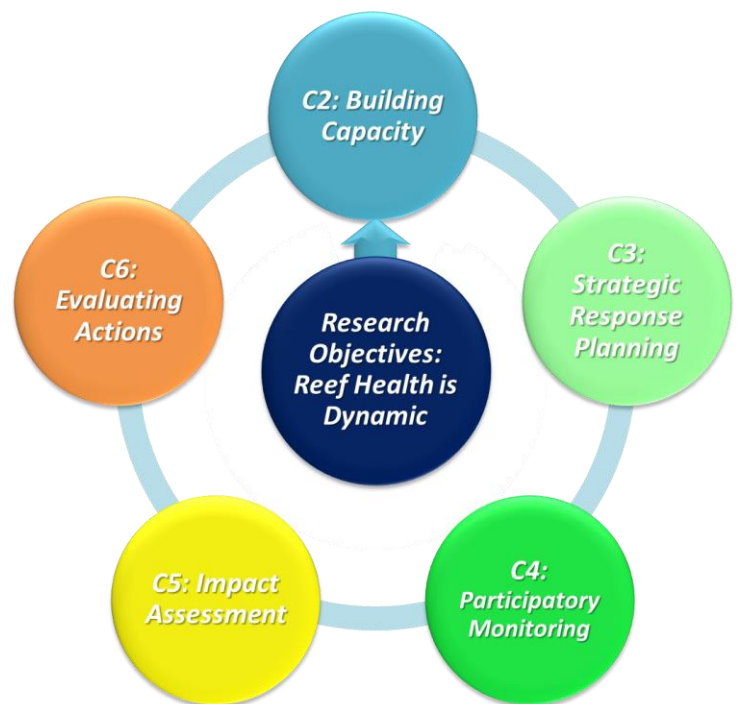 C2: Building
Capacity
C3:
Strategic
Response
Planning
C4:
Participatory
Monitoring
C5: Impact
Assessment
C6:
Evaluating
Actions
Research
Objectives:
Reef Health is
Dynamic